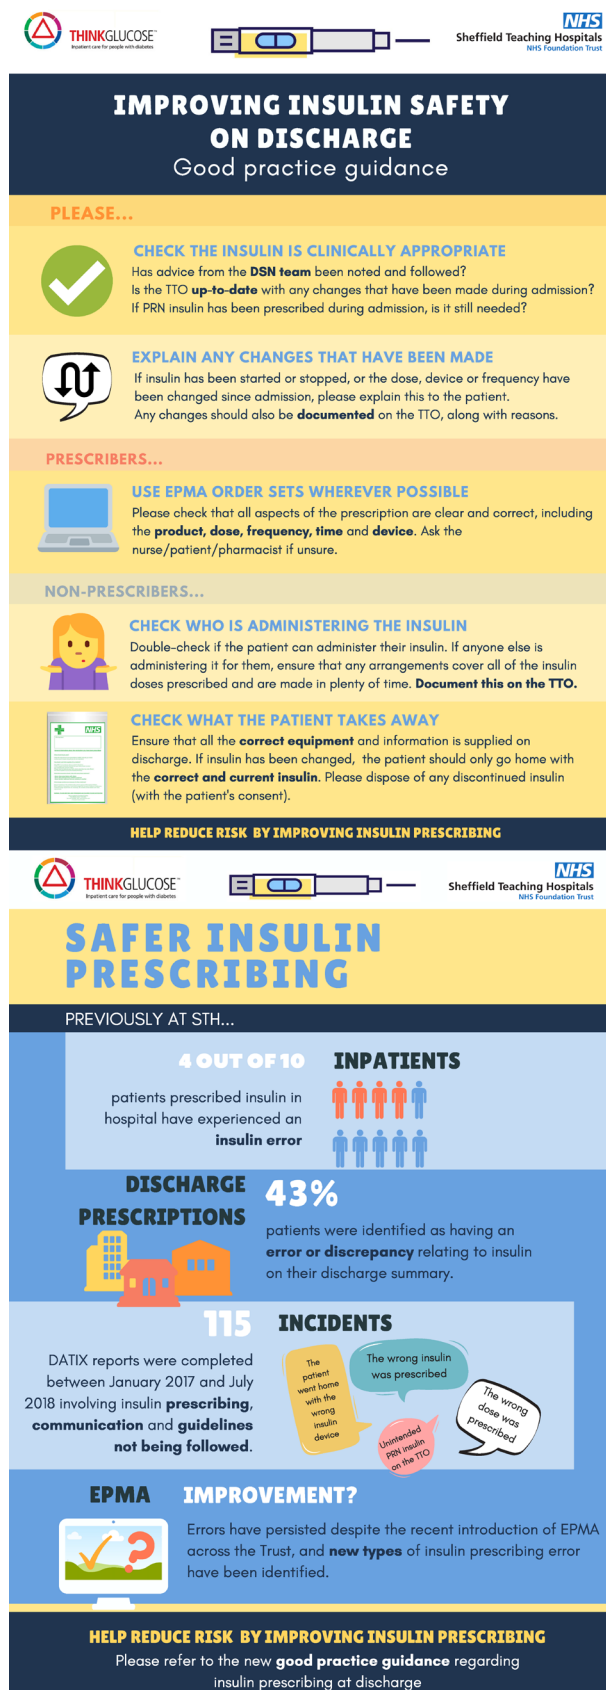 THINKGLUCOSE™
Inpatient care for people with diabetes
NHS
Sheffield Teaching Hospitals
NHS Foundation Trust
IMPROVING INSULIN SAFETY
ON DISCHARGE
Good practice guidance
PLEASE...
CHECK THE INSULIN IS CLINICALLY APPROPRIATE
Has advice from the DSN team been noted and followed?
Is the TTO up-to-date with any changes that have been made during admission?
If PRN insulin has been prescribed during admission, is it still needed?
EXPLAIN ANY CHANGES THAT HAVE BEEN MADE
If insulin has been started or stopped, or the dose, device or frequency have
been changed since admission, please explain this to the patient.
Any changes should also be documented on the TTO, along with reasons.
PRESCRIBERS...
USE EPMA ORDER SETS WHEREVER POSSIBLE
Please check that all aspects of the prescription are clear and correct, including
the product, dose, frequency, time and device. Ask the
nurse/patient/pharmacist if unsure.
NON-PRESCRIBERS...
CHECK WHO IS ADMINISTERING THE INSULIN
Double-check if the patient can administer their insulin. If anyone else is
administering it for them, ensure that any arrangements cover all of the insulin
doses prescribed and are made in plenty of time. Document this on the TTO.
NHS
CHECK WHAT THE PATIENT TAKES AWAY
Ensure that all the correct equipment and information is supplied on
discharge. If insulin has been changed, the patient should only go home with
the correct and current insulin. Please dispose of any discontinued insulin
(with the patient's consent).
HELP REDUCE RISK BY IMPROVING INSULIN PRESCRIBING
THINKGLUCOSE™
Inpatient care for people with diabetes
NHS
Sheffield Teaching Hospitals
NHS Foundation Trust
SAFER INSULIN
PRESCRIBING
PREVIOUSLY AT STH...
4 OUT OF 10
patients prescribed insulin in
hospital have experienced an
insulin error
INPATIENTS
DISCHARGE
PRESCRIPTIONS
43%
patients were identified as having an
error or discrepancy relating to insulin
on their discharge summary.
115
DATIX reports were completed
between January 2017 and July
2018 involving insulin prescribing,
communication and guidelines
not being followed.
INCIDENTS
The
patient
went home
with the
wrong
insulin
device
The wrong insulin
was prescribed
Unintended
PRN insulin
on the TTO
The wrong
dose was
prescribed
EPMA
IMPROVEMENT?
Errors have persisted despite the recent introduction of EPMA
across the Trust, and new types of insulin prescribing error
have been identified.
HELP REDUCE RISK BY IMPROVING INSULIN PRESCRIBING
Please refer to the new good practice guidance regarding
insulin prescribing at discharge